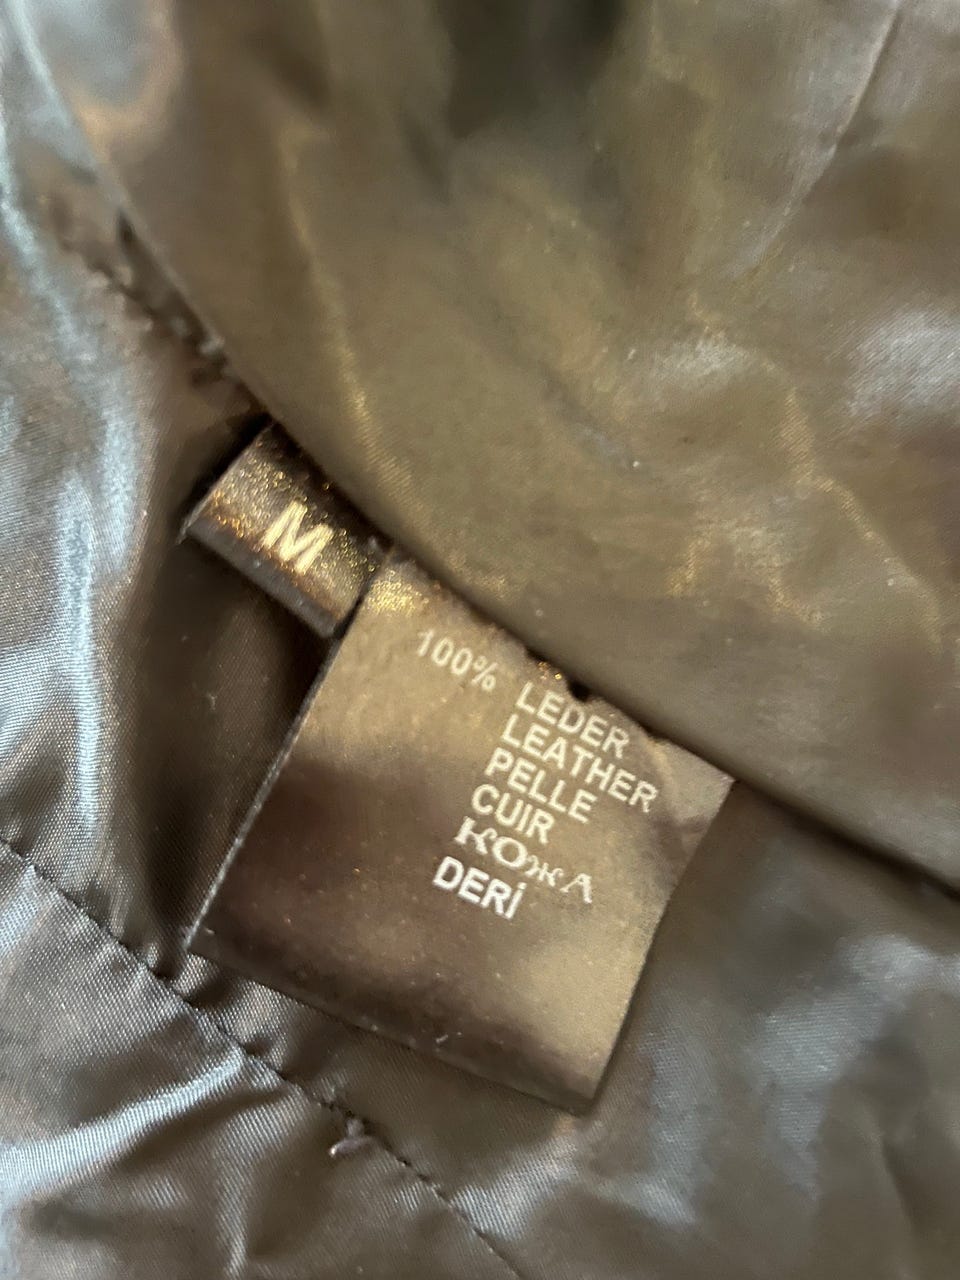 M
100% LEDER
LEATHER
PELLE
CUIR
КОжА
DERİ